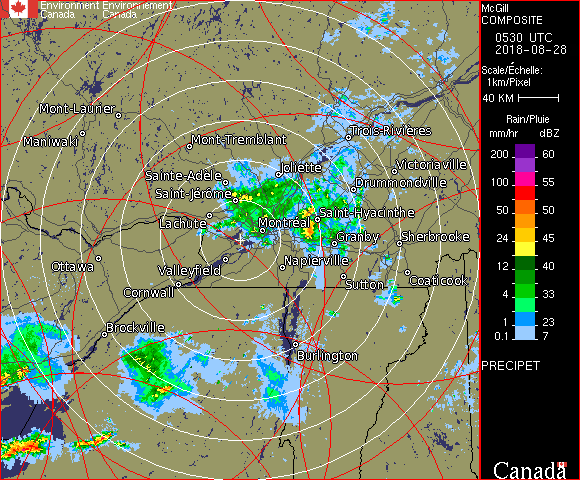 Environment Environnement
Canada Canada
McGill
COMPOSITE
0530 UTC
2018-08-28
Scale/Échelle:
1km/Pixel
40 KM
Rain/Pluie
mm/hr dBZ
200 60
100 55
50 50
24 45
12 40
4 33
1 23
0.1 7
PRECIPET
Canada
Mont-Laurier
Maniwaki
Mont-Tremblant
Trois-Rivières
Victoriaville
Joliette
Sainte-Adèle
Drummondville
Saint-Jérôme
Saint-Hyacinthe
Lachute
Montréal
Granby
Sherbrooke
Ottawa
Valleyfield
Napierville
Cornwall
Sutton
Coaticook
Brockville
Burlington